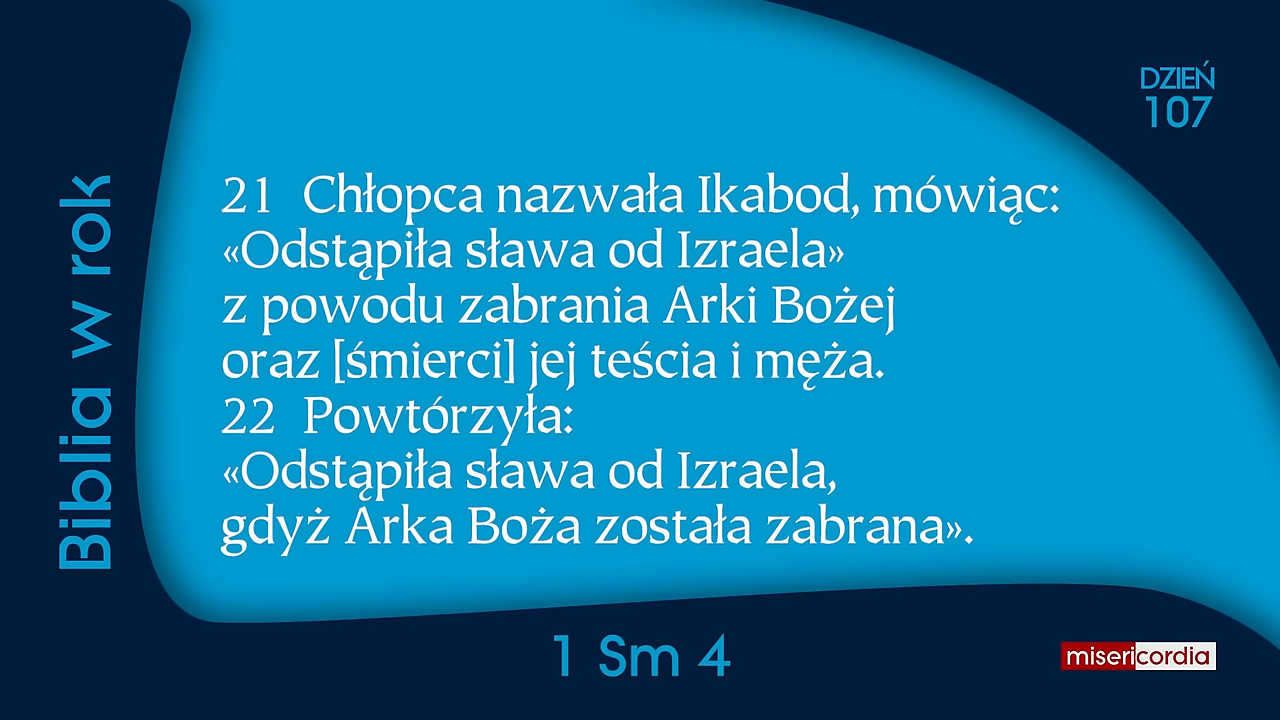 DZIEŃ
107
Biblia w rok
21 Chłopca nazwała Ikabod, mówiąc:
«Odstąpiła sława od Izraela»
z powodu zabrania Arki Bożej
oraz [śmierci] jej teścia i męża.
22 Powtórzyła:
«Odstąpiła sława od Izraela,
gdyż Arka Boża została zabrana».
1 Sm 4
misericordia